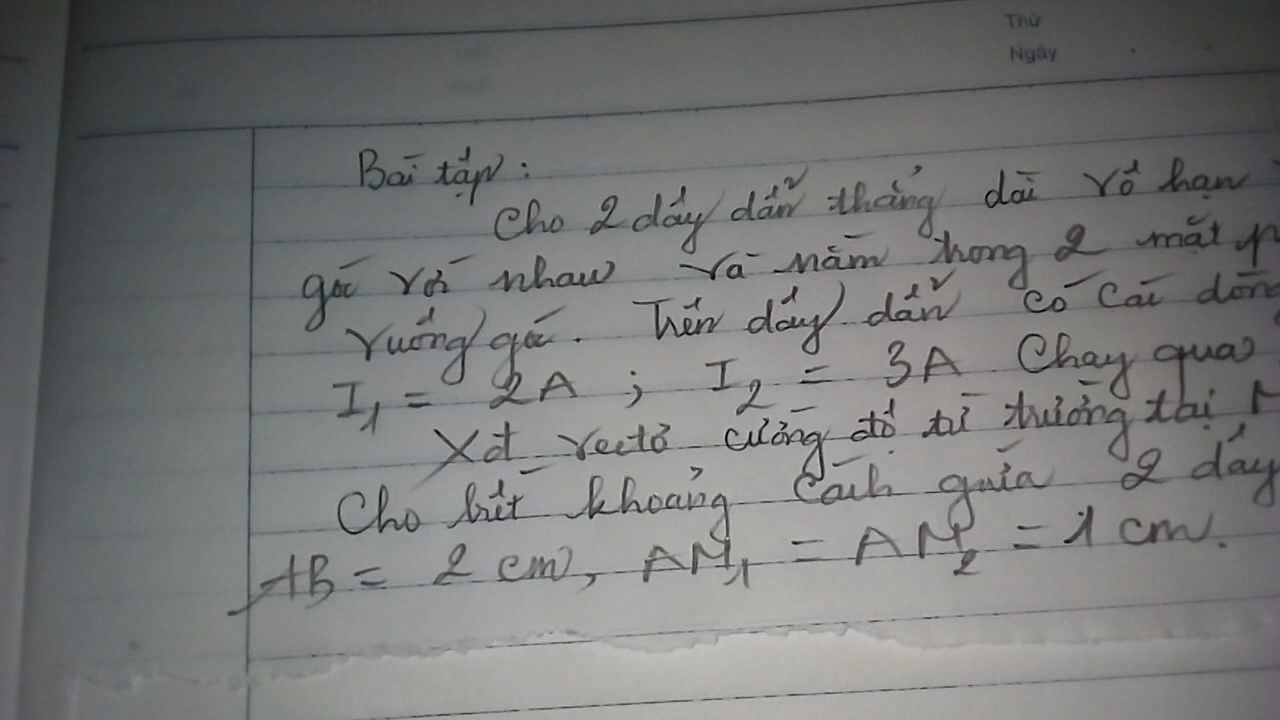 Thứ
Ngày
Bài tập:
Cho 2 dây dẫn thẳng dài vô hạn
góc với nhau và nằm trong 2 mặt p
vuông góc. Trên dây dẫn có các dòng
I₁ = 2A ; I₂ = 3A Chạy qua
Xđ vectơ cường độ từ trường tại M
Cho biết khoảng cách giữa 2 dây
AB = 2 cm, AM₁ = AM₂ = 1 cm.